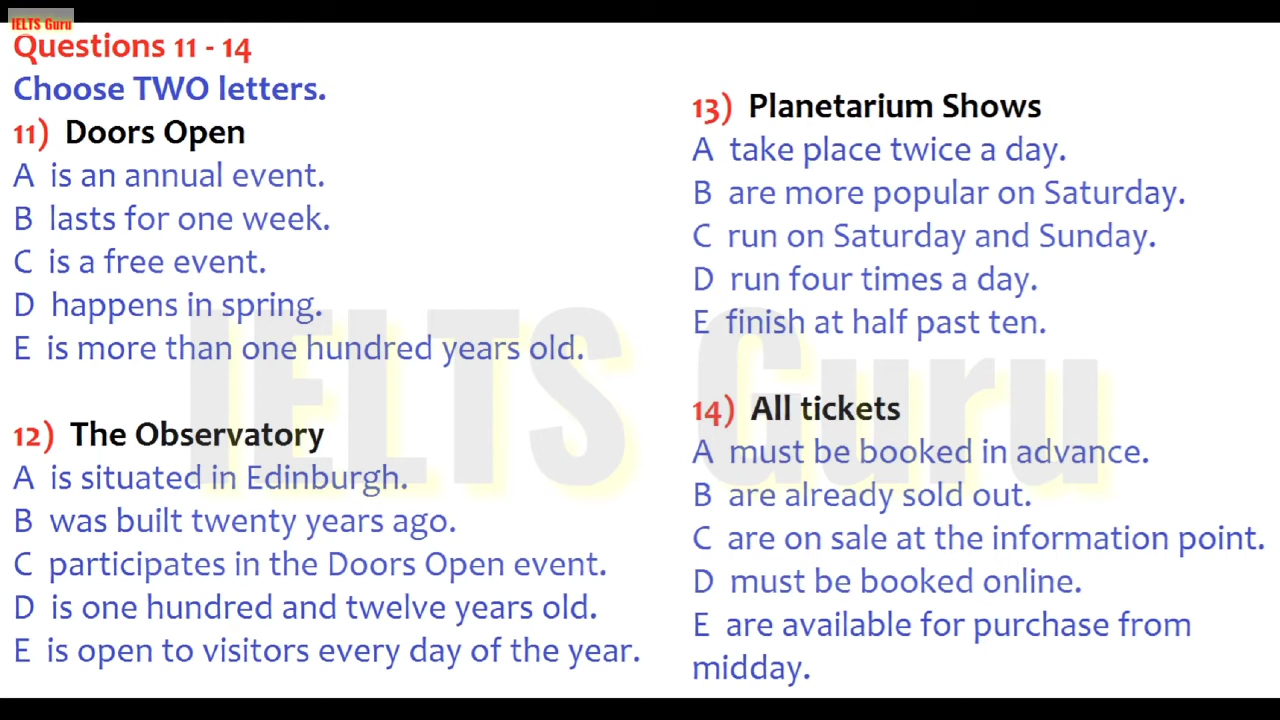 IELTS Guru
Questions 11 - 14
Choose TWO letters.
11) Doors Open
A is an annual event.
B lasts for one week.
C is a free event.
D happens in spring.
E is more than one hundred years old.
12) The Observatory
A is situated in Edinburgh.
B was built twenty years ago.
C participates in the Doors Open event.
D is one hundred and twelve years old.
E is open to visitors every day of the year.
13) Planetarium Shows
A take place twice a day.
B are more popular on Saturday.
C run on Saturday and Sunday.
D run four times a day.
E finish at half past ten.
14) All tickets
A must be booked in advance.
B are already sold out.
C are on sale at the information point.
D must be booked online.
E are available for purchase from
midday.
IELTS Guru